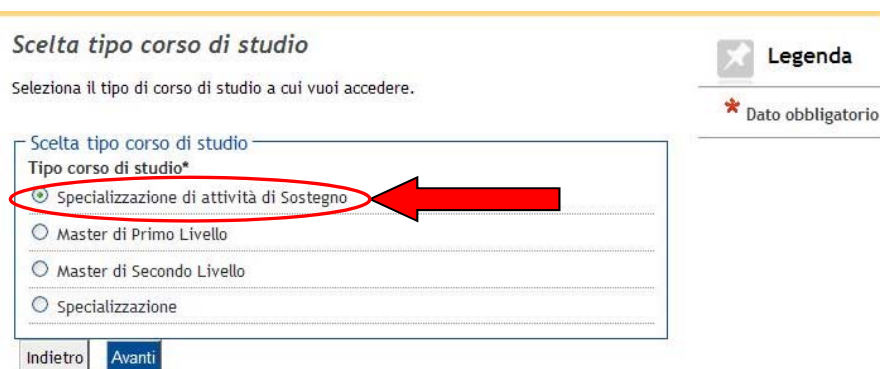 Scelta tipo corso di studio
Seleziona il tipo di corso di studio a cui vuoi accedere.
Scelta tipo corso di studio
Tipo corso di studio*
Specializzazione di attività di Sostegno
Master di Primo Livello
Master di Secondo Livello
Specializzazione
Indietro Avanti
Legenda
* Dato obbligatorio